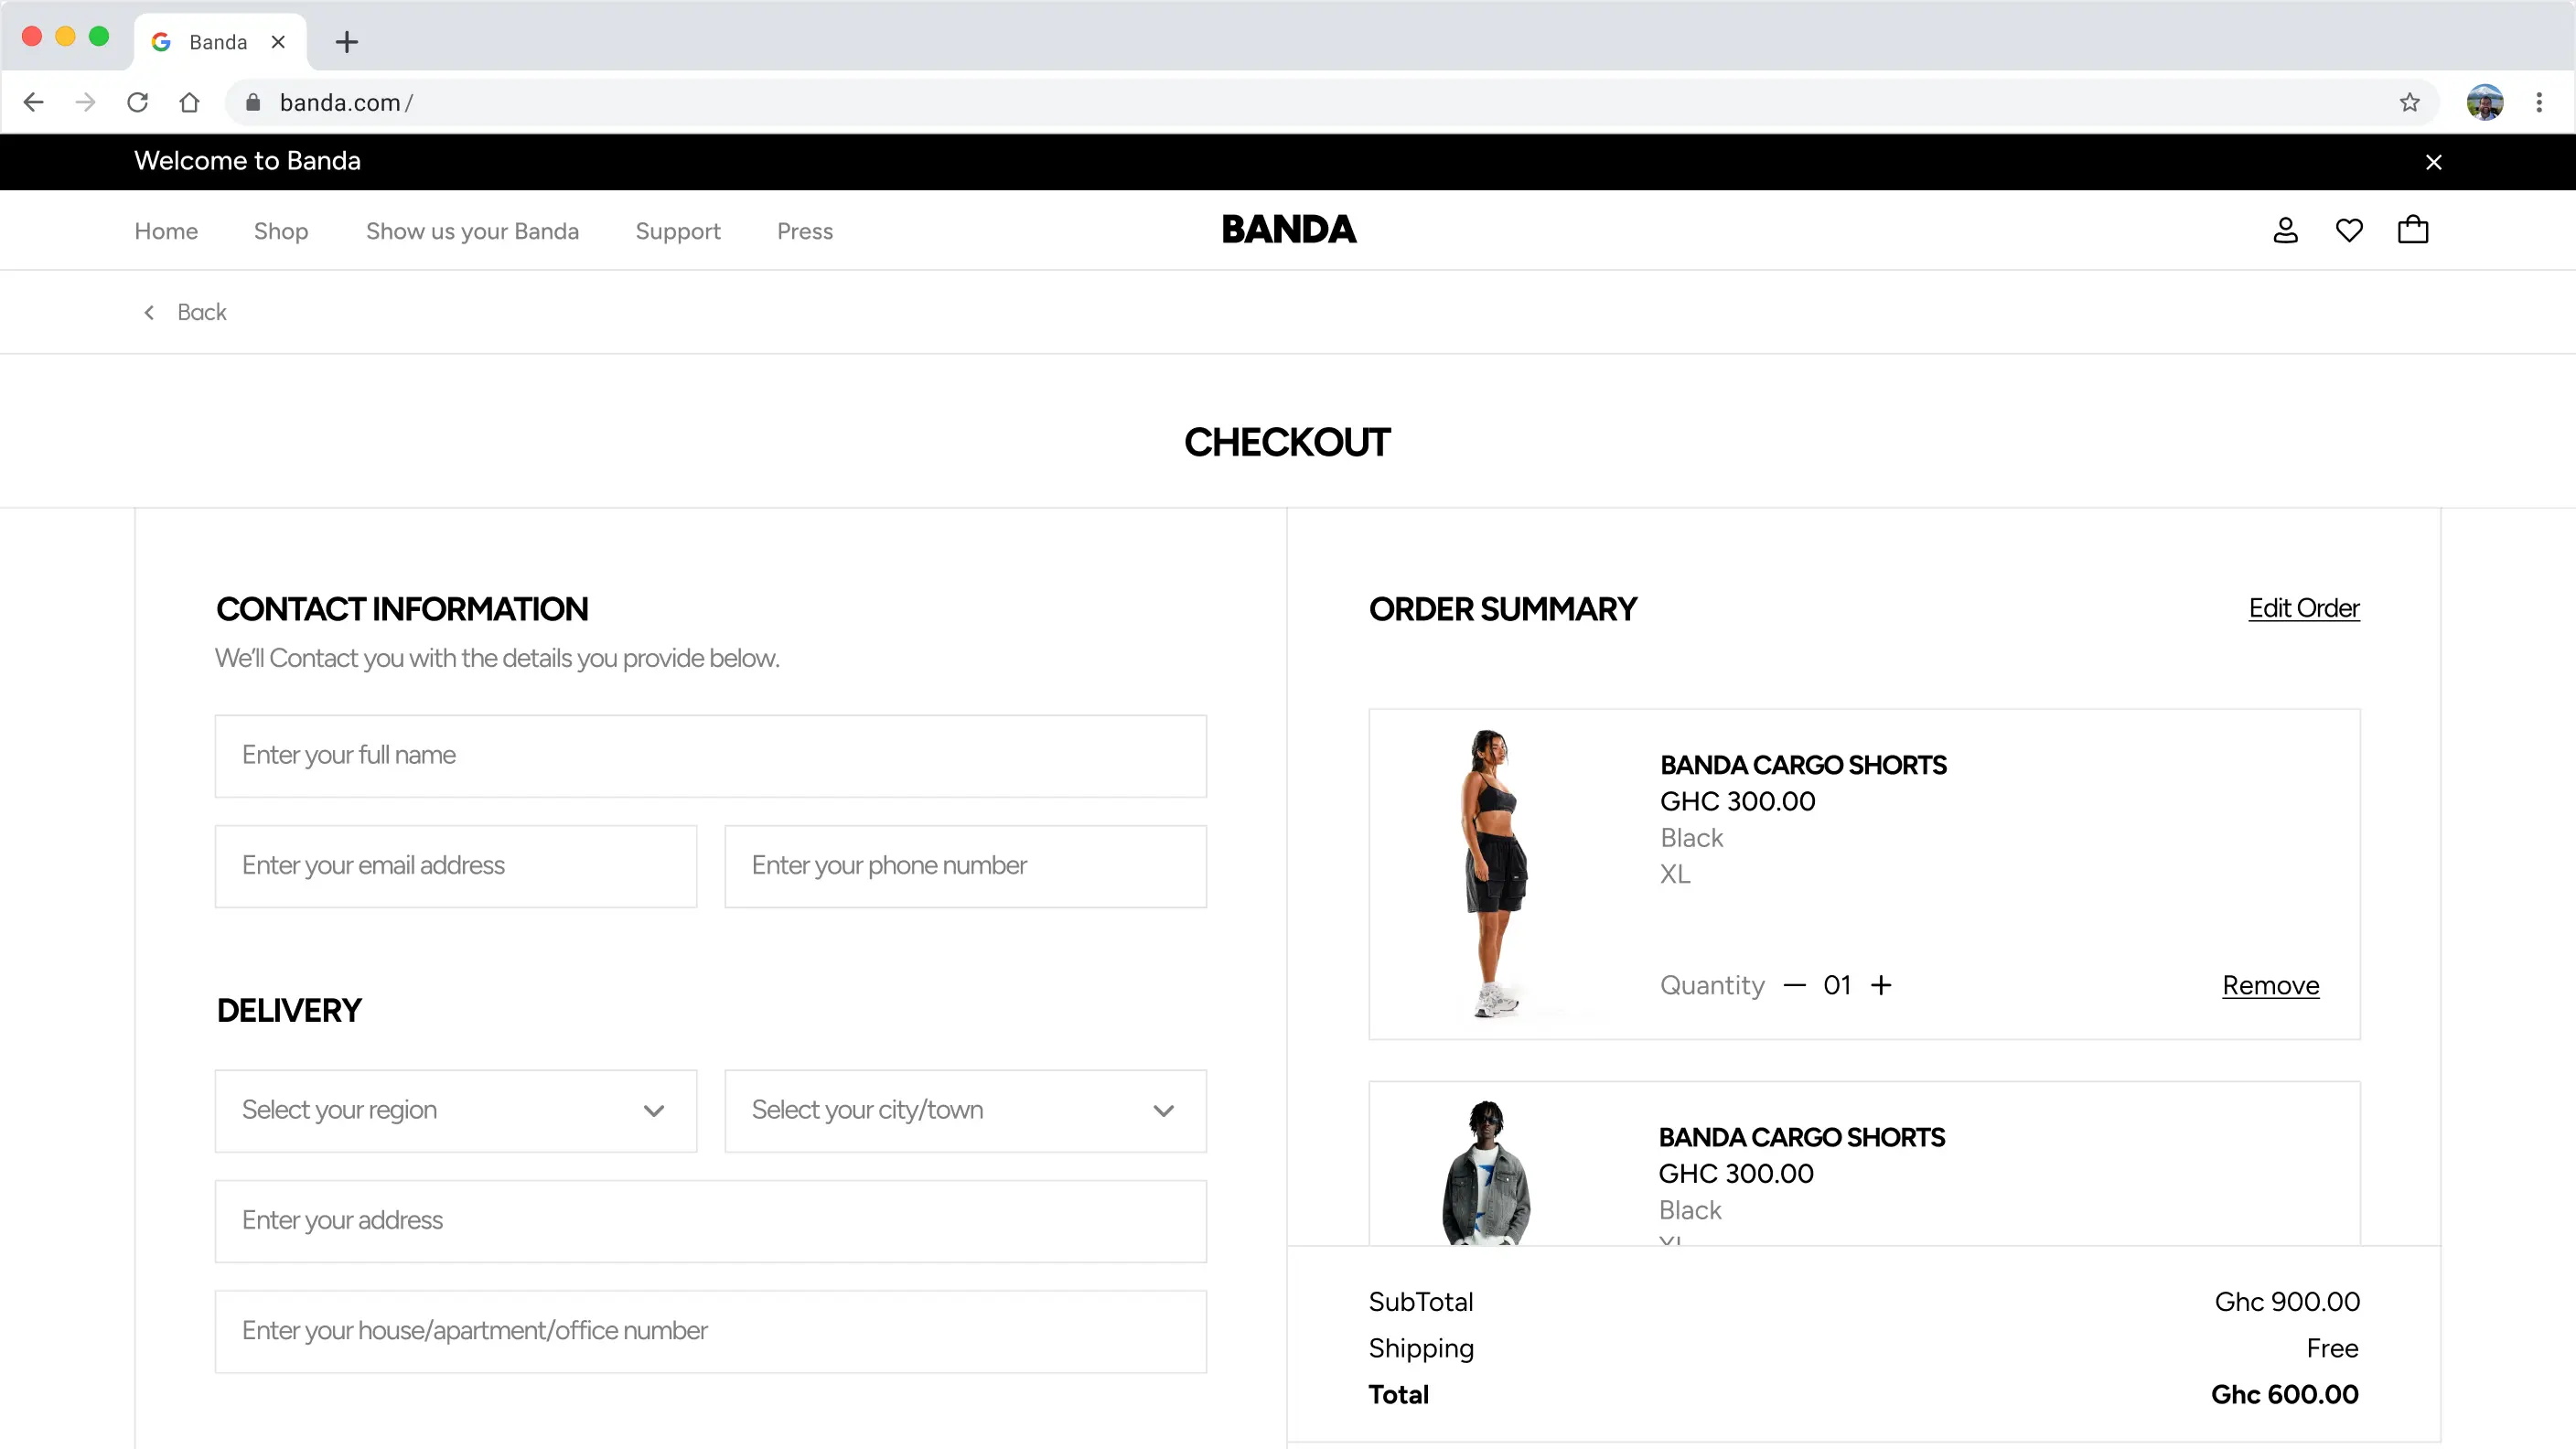 Banda
banda.com/
Welcome to Banda
Home Shop Show us your Banda Support Press
BANDA
Back
CHECKOUT
CONTACT INFORMATION
We'll Contact you with the details you provide below.
Enter your full name
Enter your email address
Enter your phone number
DELIVERY
Select your region
Select your city/town
Enter your address
Enter your house/apartment/office number
ORDER SUMMARY
Edit Order
BANDA CARGO SHORTS
GHC 300.00
Black
XL
Quantity — 01 +
Remove
BANDA CARGO SHORTS
GHC 300.00
Black
XL
SubTotal Ghc 900.00
Shipping Free
Total Ghc 600.00